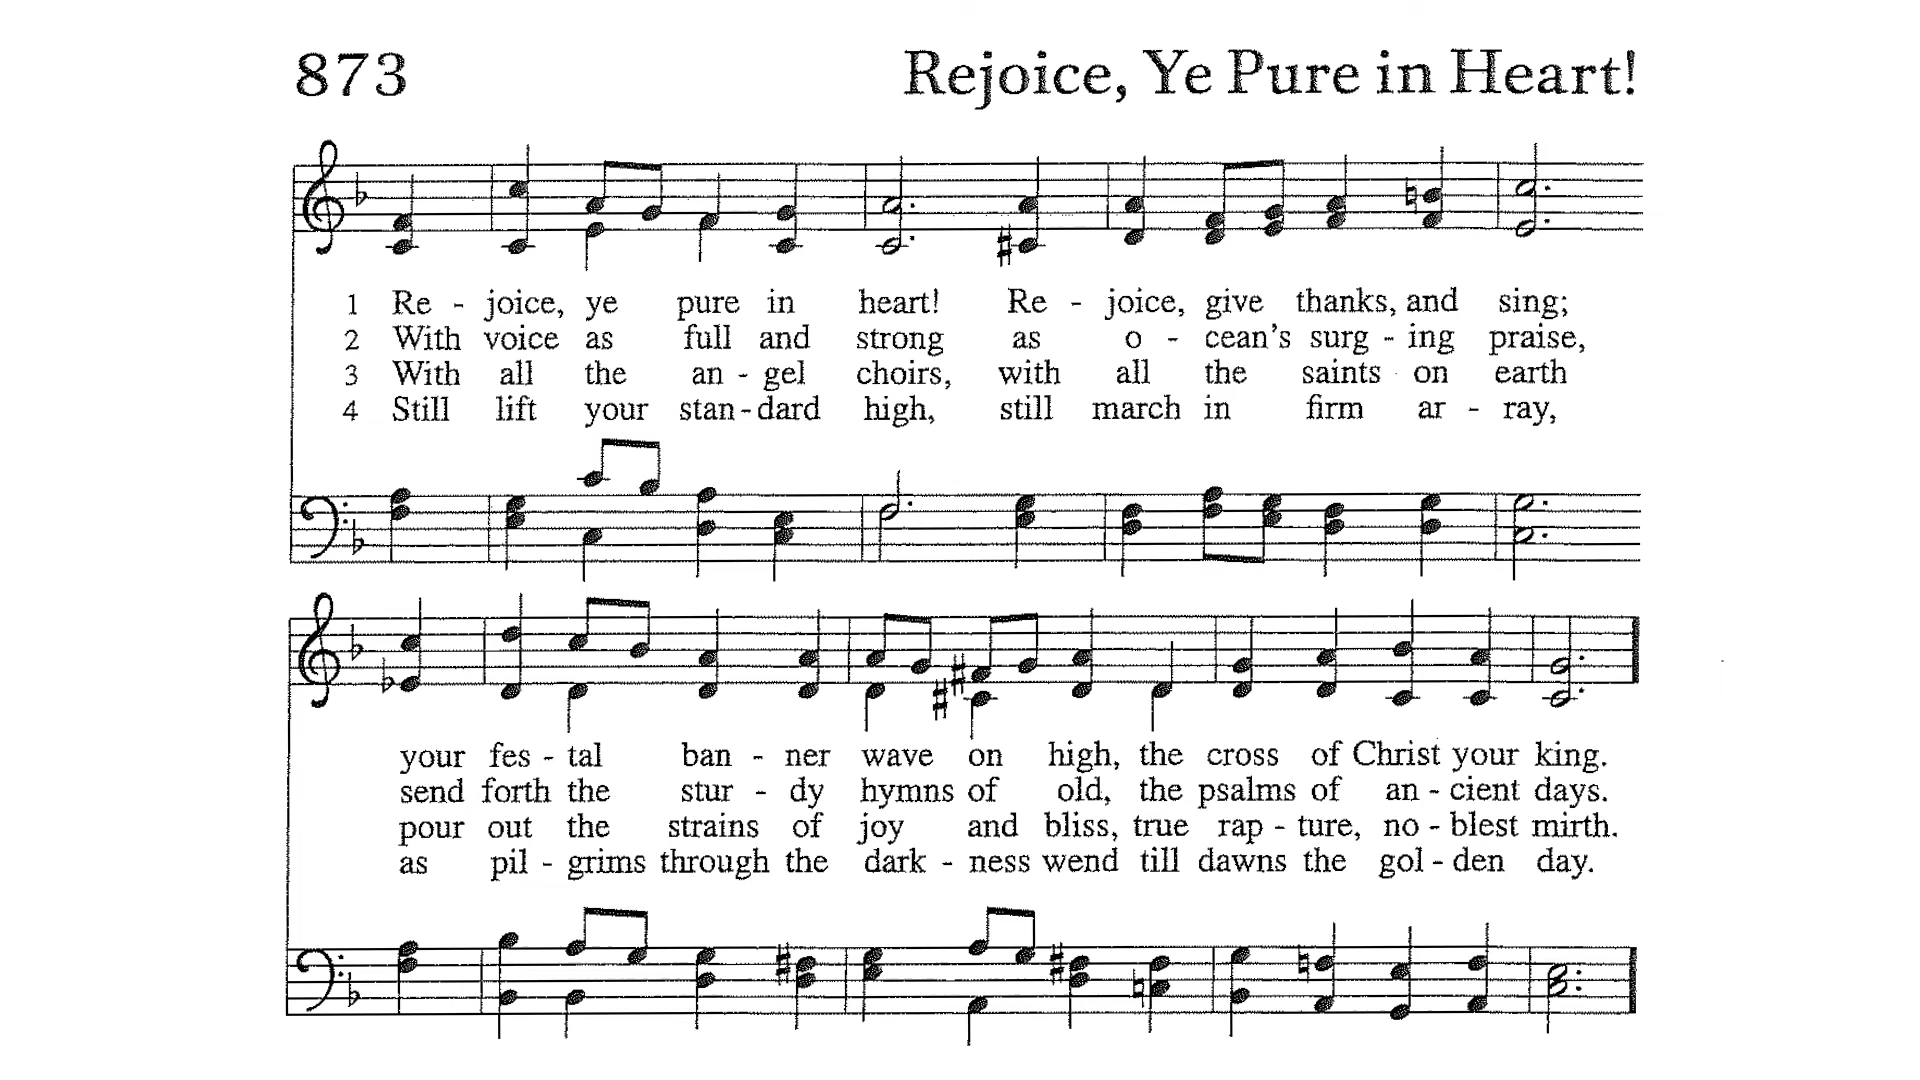 873 Rejoice, Ye Pure in Heart!
1 Re - joice, ye pure in heart! Re - joice, give thanks, and sing;
2 With voice as full and strong as o - cean's surg - ing praise,
3 With all the an - gel choirs, with all the saints on earth
4 Still lift your stan - dard high, still march in firm ar - ray,
your fes - tal ban - ner wave on high, the cross of Christ your king.
send forth the stur - dy hymns of old, the psalms of an - cient days.
pour out the strains of joy and bliss, true rap - ture, no - blest mirth.
as pil - grims through the dark - ness wend till dawns the gol - den day.